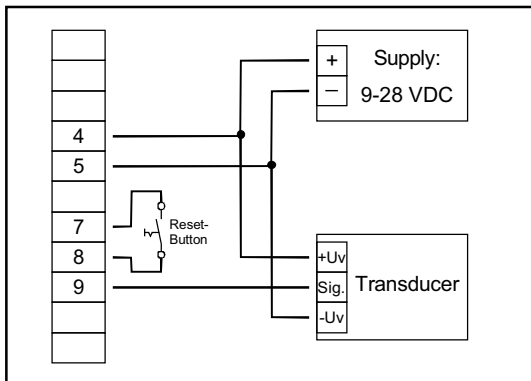 4
5
7
8
9
Reset-
Button
+
−
Supply:
9-28 VDC
+Uv
Sig.
-Uv
Transducer